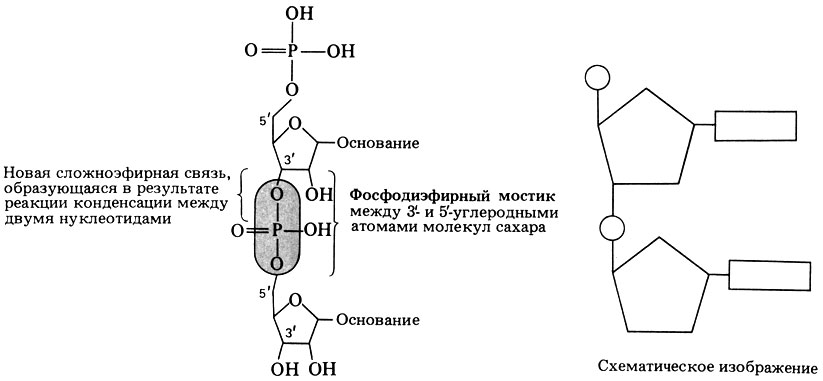 OH
O=P—OH
O
5′
O
Основание
3′
Новая сложноэфирная связь,
образующаяся в результате
реакции конденсации между
двумя нуклеотидами
O OH
O=P—OH
O
Фосфодиэфирный мостик
между 3′- и 5′-углеродными
атомами молекул сахара
5′
O
Основание
3′
OH OH
Схематическое изображение